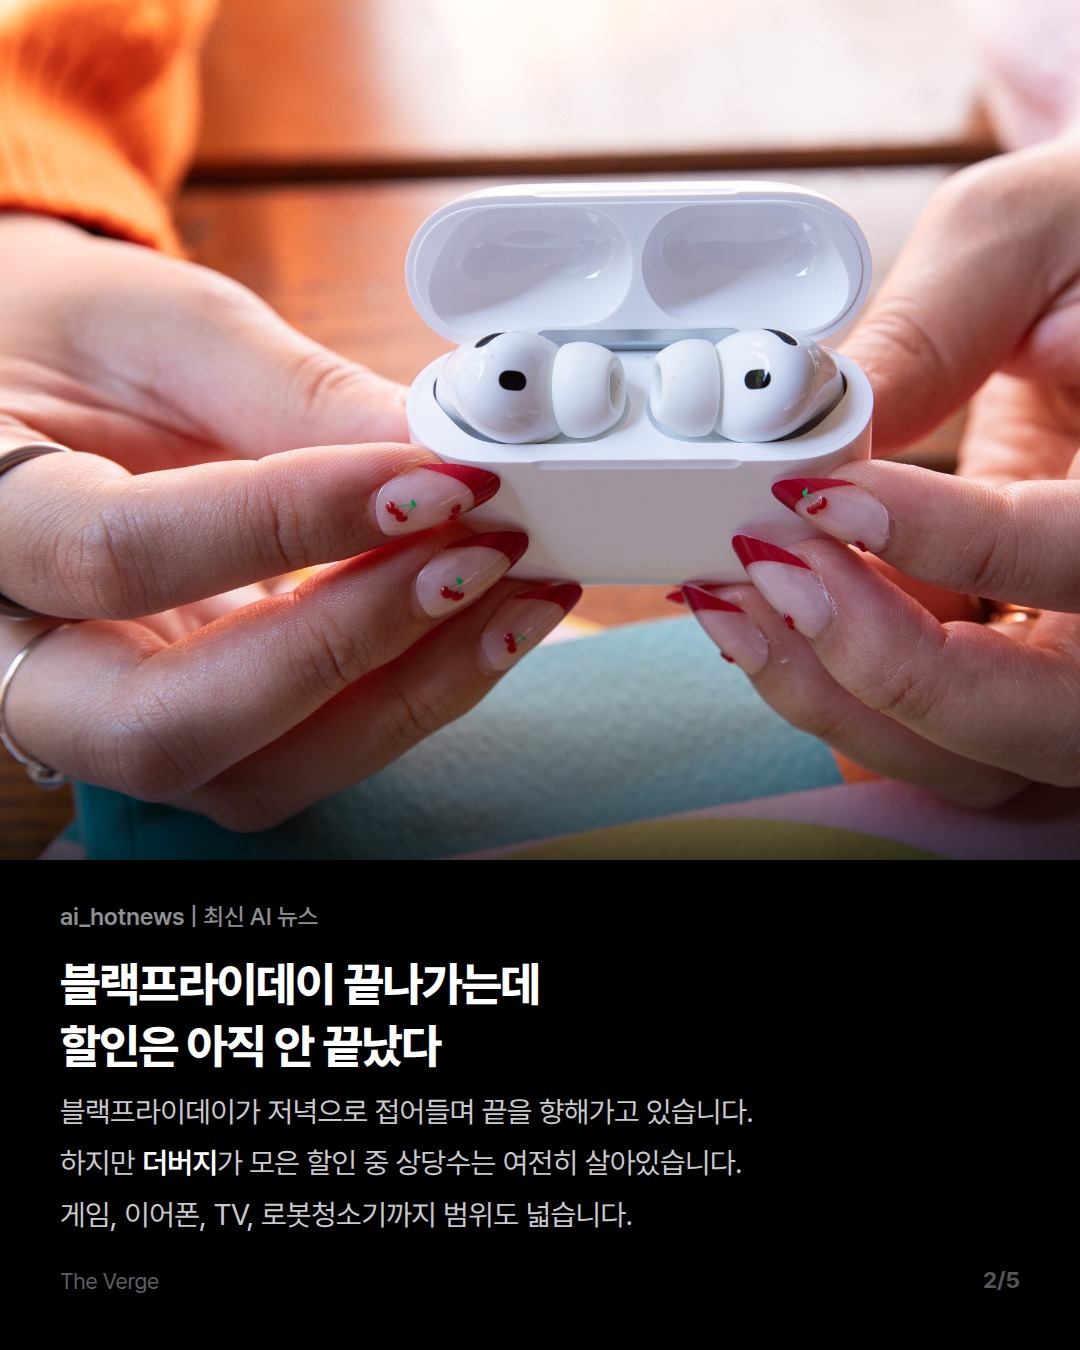 ai_hotnews | 최신 AI 뉴스
블랙프라이데이 끝나가는데
할인은 아직 안 끝났다
블랙프라이데이가 저녁으로 접어들며 끝을 향해가고 있습니다.
하지만 더버지가 모은 할인 중 상당수는 여전히 살아있습니다.
게임, 이어폰, TV, 로봇청소기까지 범위도 넓습니다.
The Verge
2/5